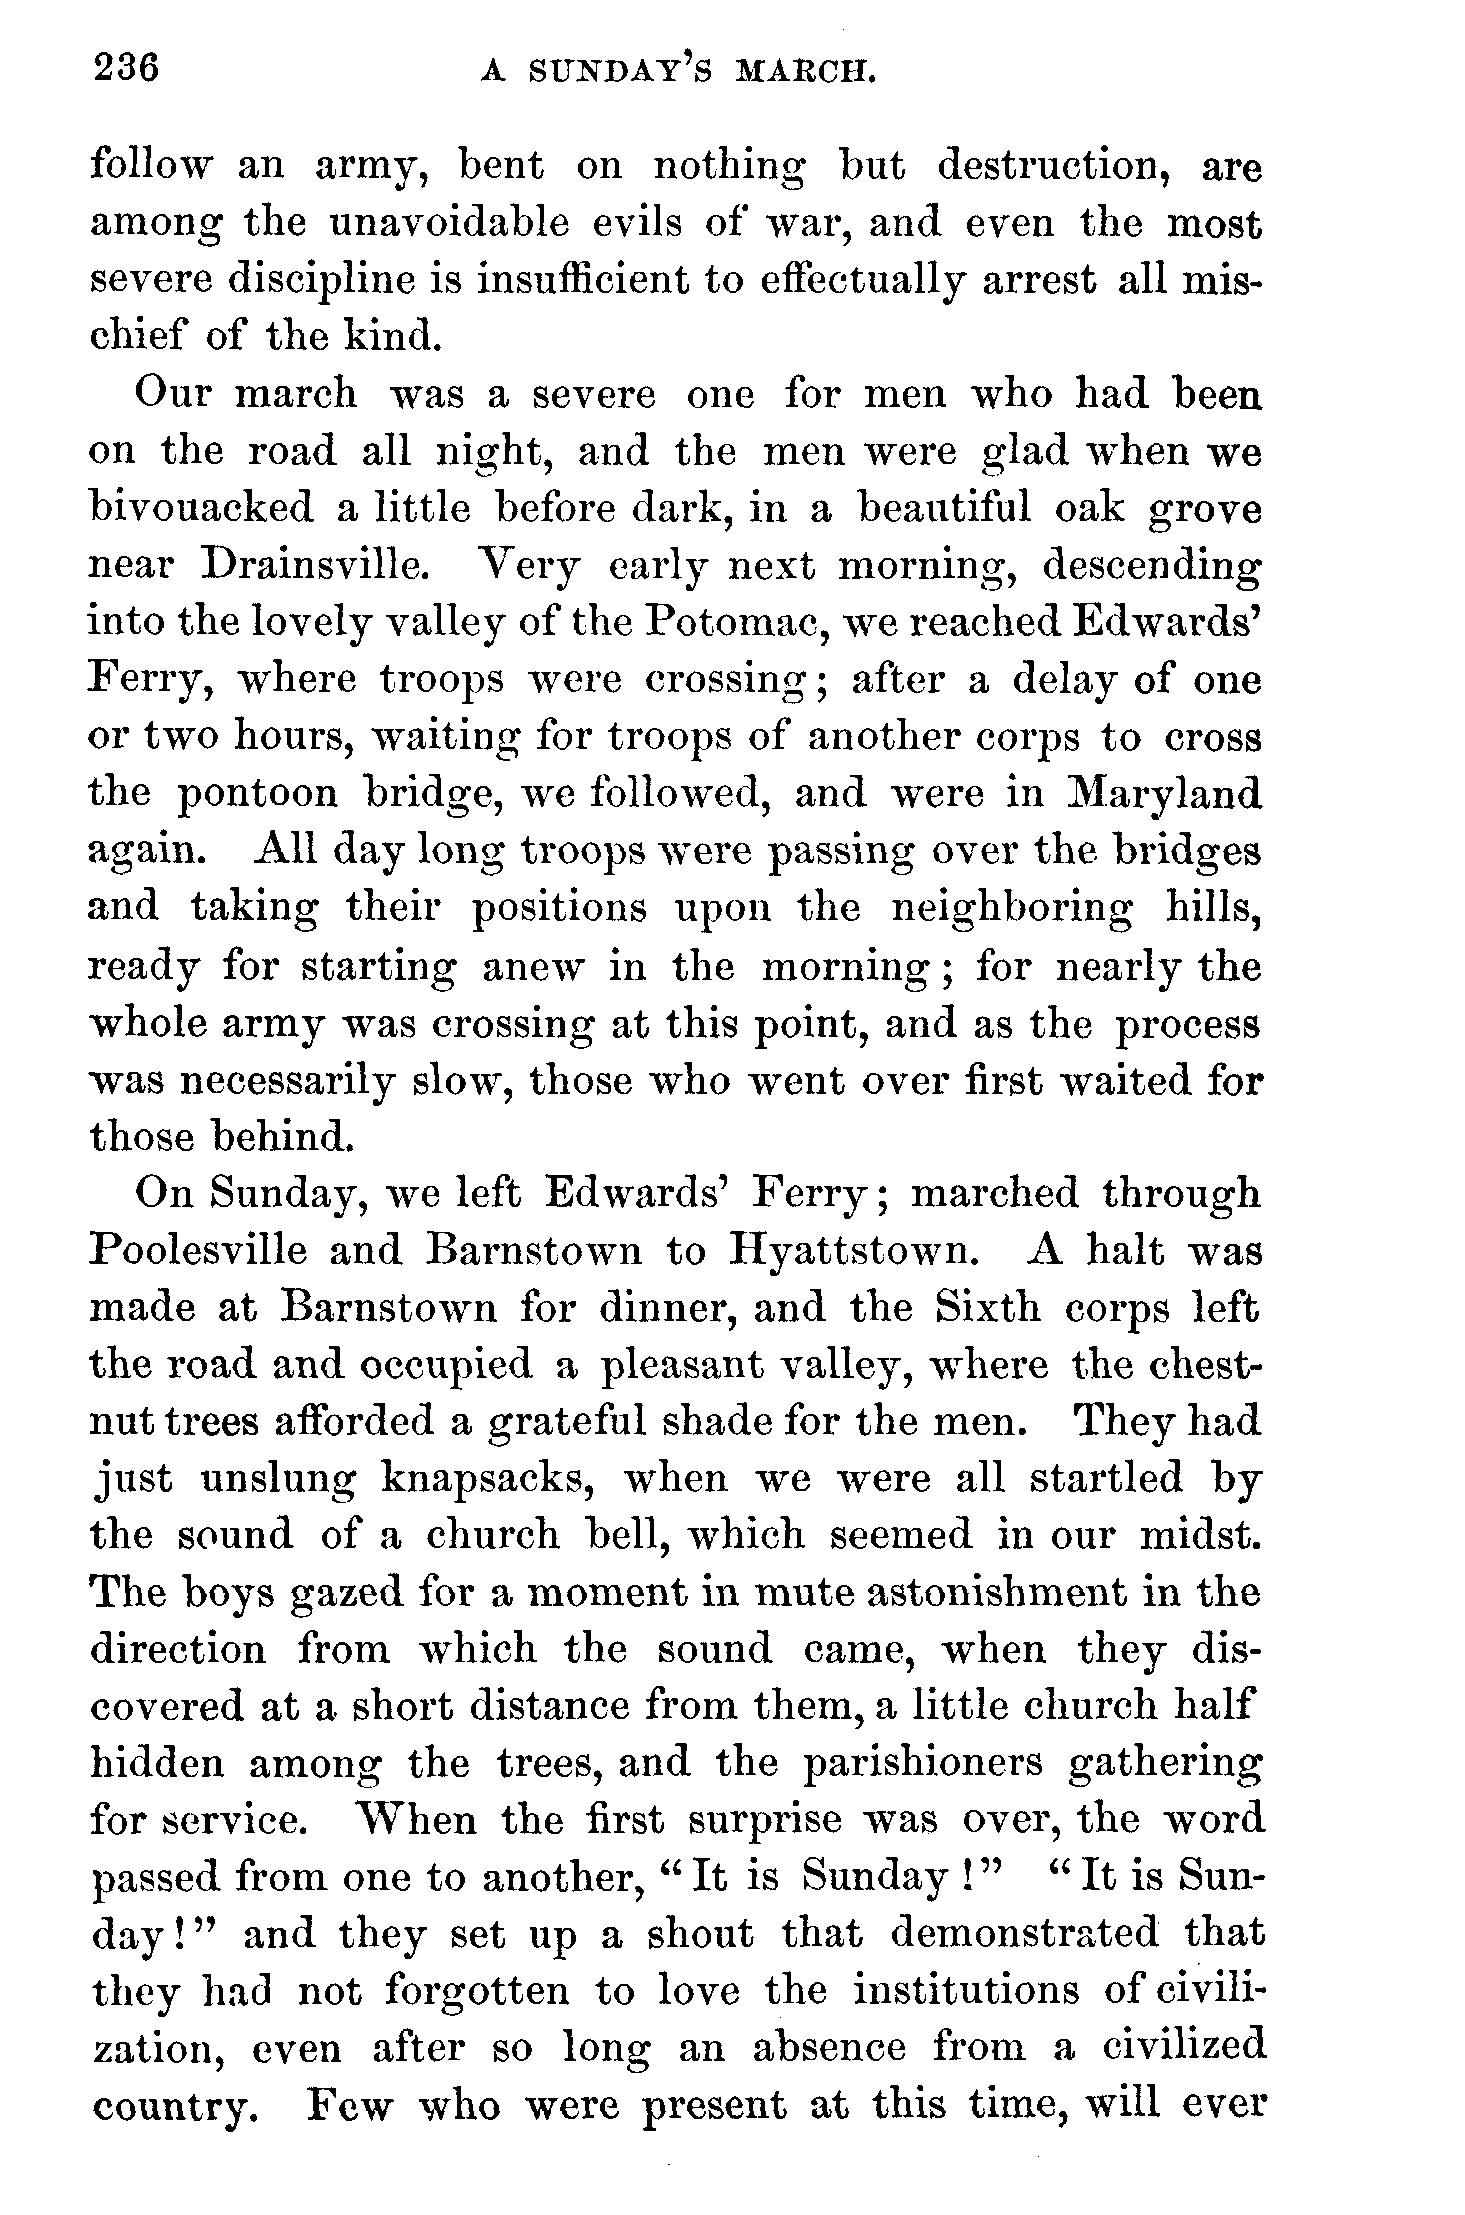 236 A SUNDAY'S MARCH.
follow an army, bent on nothing but destruction, are
among the unavoidable evils of war, and even the most
severe discipline is insufficient to effectually arrest all mis-
chief of the kind.
Our march was a severe one for men who had been
on the road all night, and the men were glad when we
bivouacked a little before dark, in a beautiful oak grove
near Drainsville. Very early next morning, descending
into the lovely valley of the Potomac, we reached Edwards'
Ferry, where troops were crossing; after a delay of one
or two hours, waiting for troops of another corps to cross
the pontoon bridge, we followed, and were in Maryland
again. All day long troops were passing over the bridges
and taking their positions upon the neighboring hills,
ready for starting anew in the morning; for nearly the
whole army was crossing at this point, and as the process
was necessarily slow, those who went over first waited for
those behind.
On Sunday, we left Edwards' Ferry; marched through
Poolesville and Barnstown to Hyattstown. A halt was
made at Barnstown for dinner, and the Sixth corps left
the road and occupied a pleasant valley, where the chest-
nut trees afforded a grateful shade for the men. They had
just unslung knapsacks, when we were all startled by
the sound of a church bell, which seemed in our midst.
The boys gazed for a moment in mute astonishment in the
direction from which the sound came, when they dis-
covered at a short distance from them, a little church half
hidden among the trees, and the parishioners gathering
for service. When the first surprise was over, the word
passed from one to another, "It is Sunday!" "It is Sun-
day!" and they set up a shout that demonstrated that
they had not forgotten to love the institutions of civili-
zation, even after so long an absence from a civilized
country. Few who were present at this time, will ever